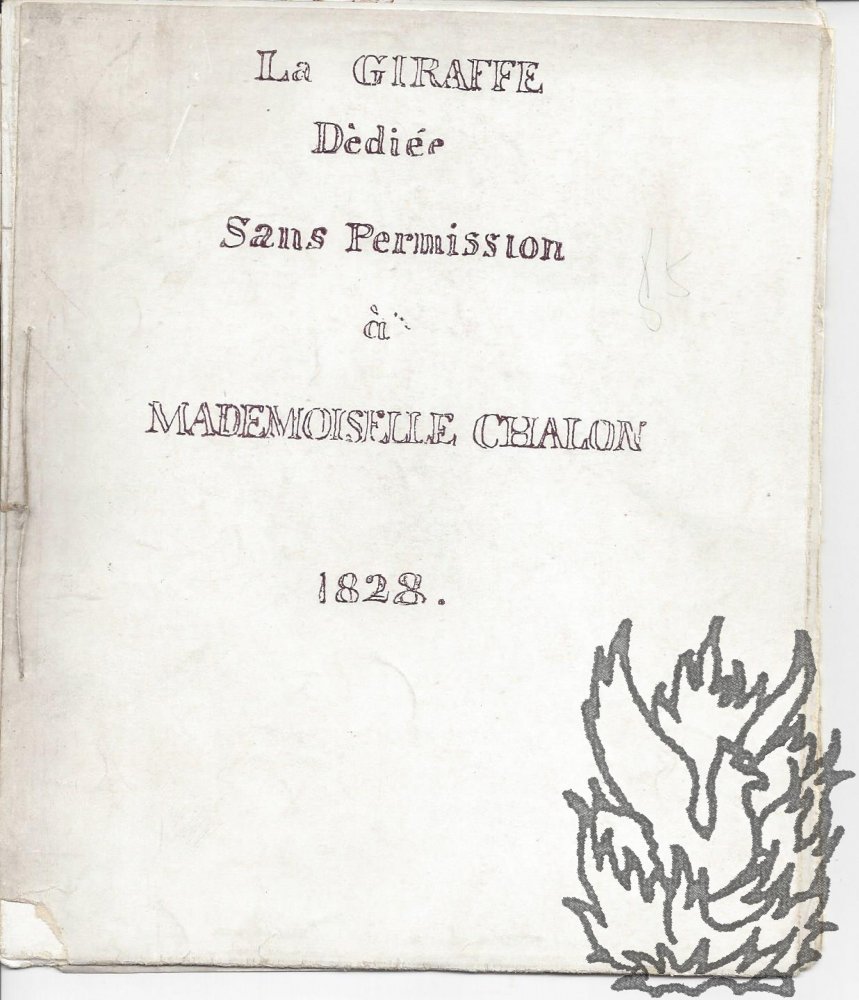 La GIRAFFE
Dèdiée
Sans Permission
à
MADEMOISELLE CHALON
1828.